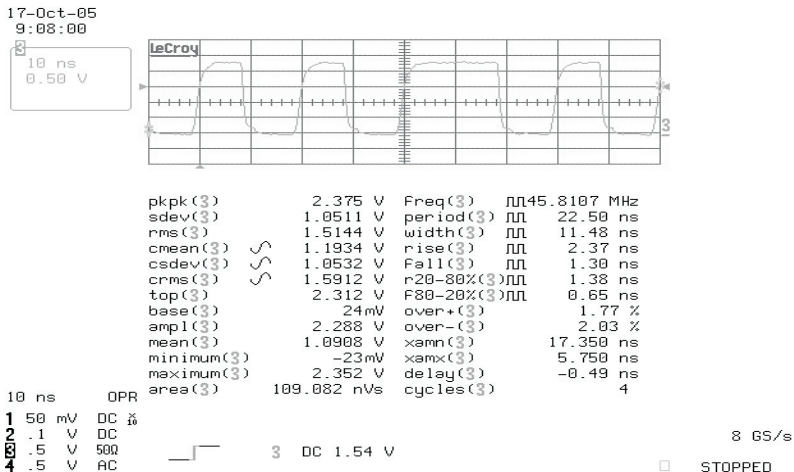 17-Oct-05
9:08:00
3
10 ns
0.50 V
LeCroy
3
pkpk(3) 2.375 V Freq(3) 45.8107 MHz
sdev(3) 1.0511 V period(3) 22.50 ns
rms(3) 1.5144 V width(3) 11.48 ns
cmean(3) 1.1934 V rise(3) 2.37 ns
csdev(3) 1.0532 V Fall(3) 1.30 ns
crms(3) 1.5912 V r20-80%(3) 1.38 ns
top(3) 2.312 V F80-20%(3) 0.65 ns
base(3) 24mV over+(3) 1.77 %
ampl(3) 2.288 V over-(3) 2.03 %
mean(3) 1.0908 V xamn(3) 17.350 ns
minimum(3) -23mV xamx(3) 5.750 ns
maximum(3) 2.352 V delay(3) -0.49 ns
area(3) 109.082 nVs cycles(3) 4
10 ns OPR
1 50 mV DC X10
2 .1 V DC
3 .5 V 50Ω
4 .5 V AC
3 DC 1.54 V
8 GS/s
STOPPED